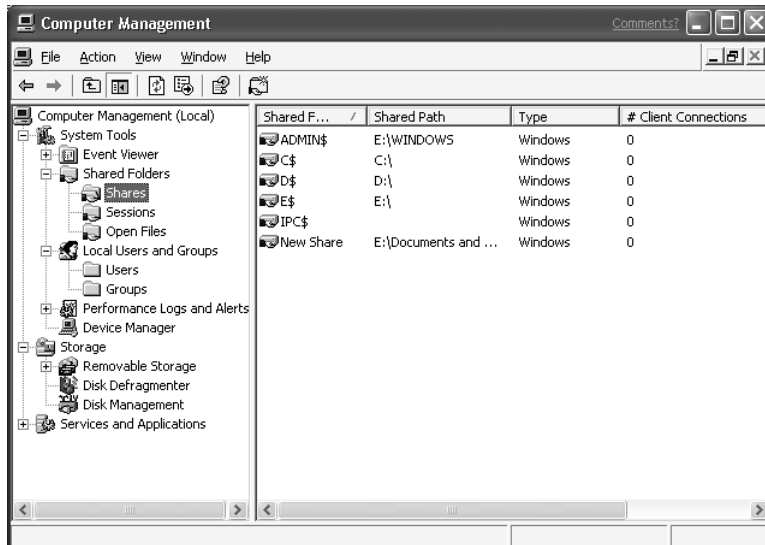 Computer Management
Comments?
File Action View Window Help
Computer Management (Local)
System Tools
Event Viewer
Shared Folders
Shares
Sessions
Open Files
Local Users and Groups
Users
Groups
Performance Logs and Alerts
Device Manager
Storage
Removable Storage
Disk Defragmenter
Disk Management
Services and Applications
Shared F... / Shared Path Type # Client Connections
ADMIN$ E:\WINDOWS Windows 0
C$ C:\ Windows 0
D$ D:\ Windows 0
E$ E:\ Windows 0
IPC$ Windows 0
New Share E:\Documents and ... Windows 0